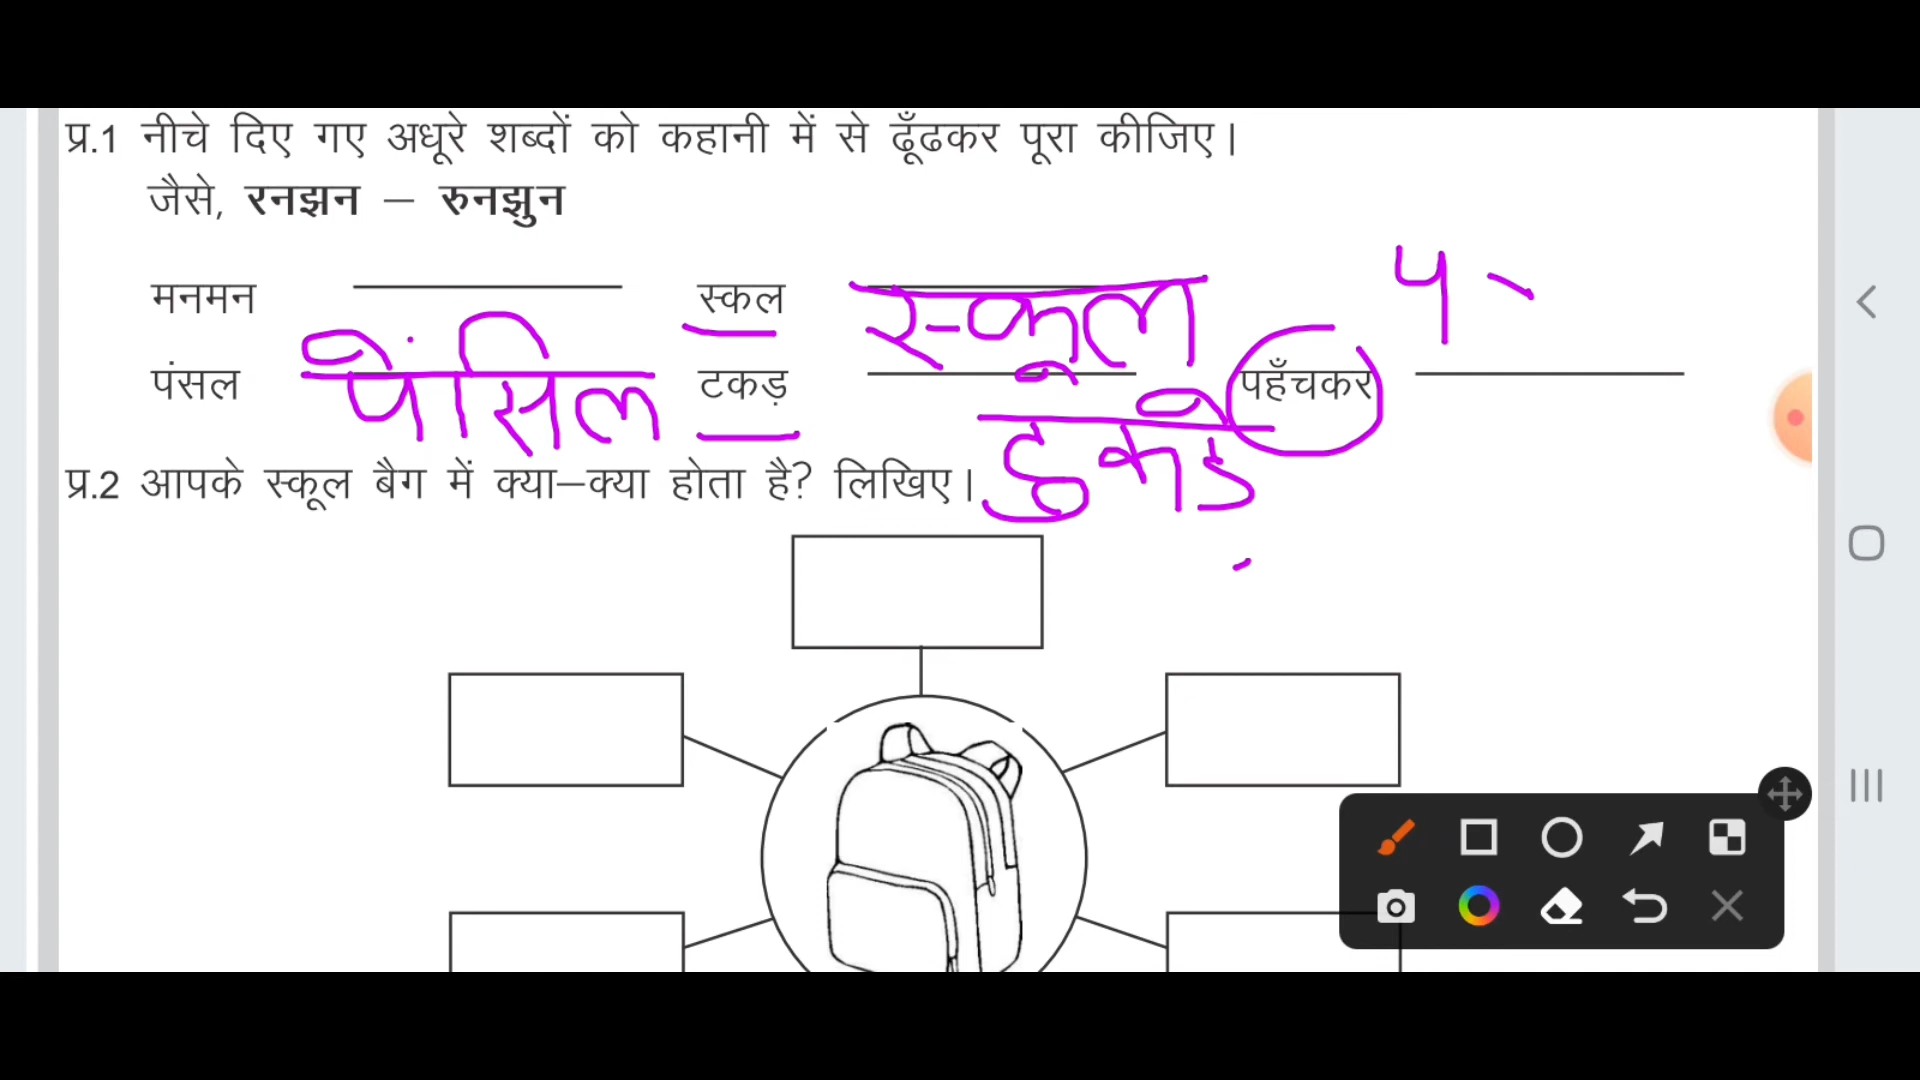 प्र.1 नीचे दिए गए अधूरे शब्दों को कहानी में से ढूँढकर पूरा कीजिए।
जैसे, रनझन – रुनझुन
मनमन स्कल स्कूल प
पंसल पेंसिल टकड़ टुकड़े पहँचकर
प्र.2 आपके स्कूल बैग में क्या–क्या होता है? लिखिए।